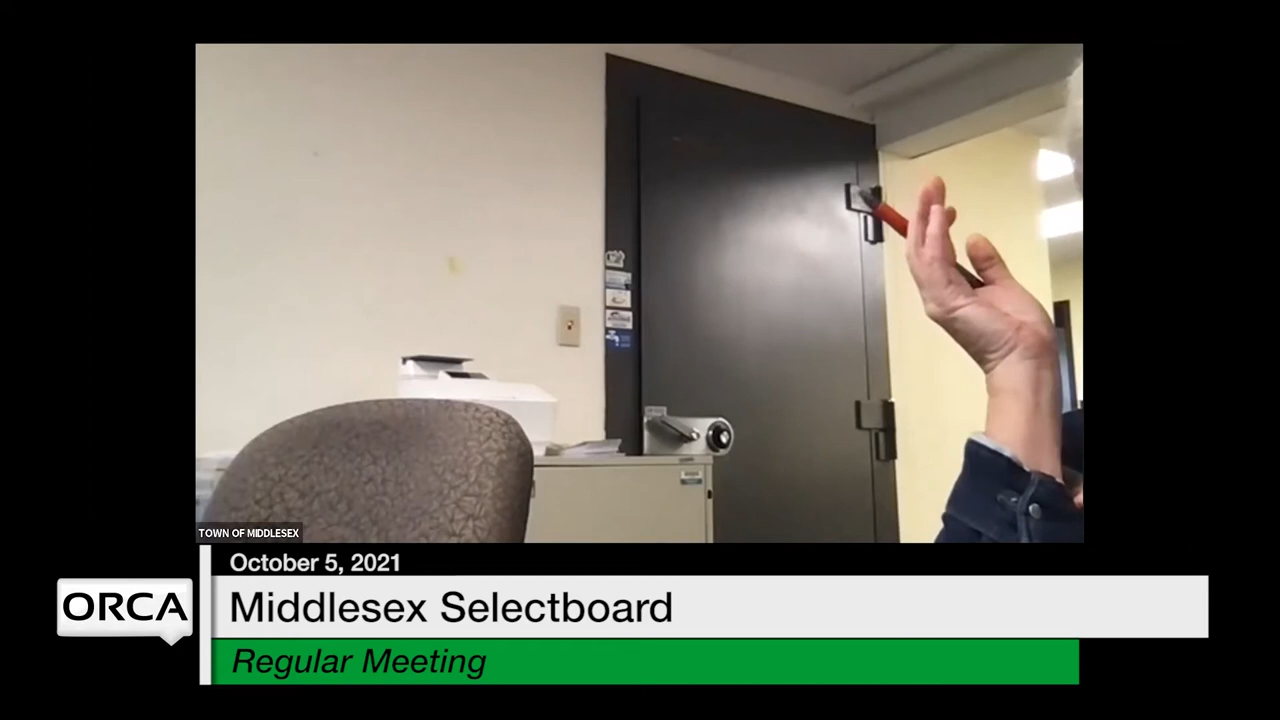 TOWN OF MIDDLESEX
October 5, 2021
ORCA
Middlesex Selectboard
Regular Meeting